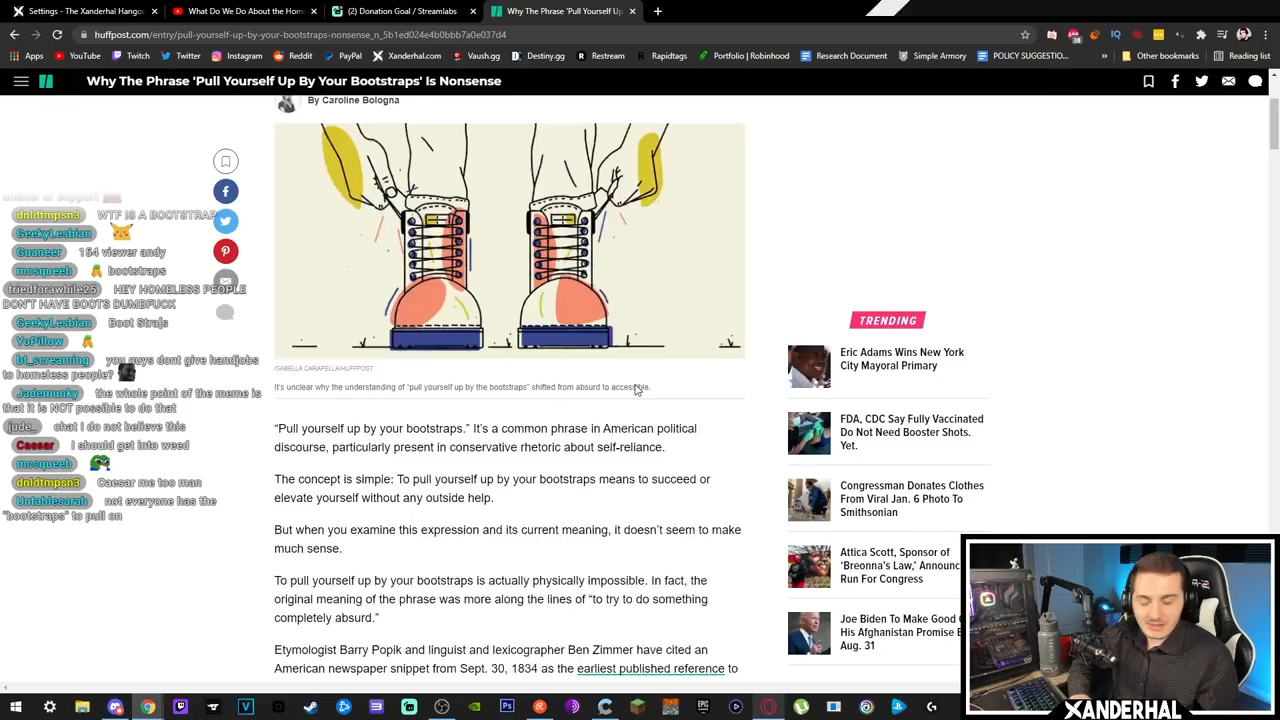 Settings - The Xanderhal Hangou
What Do We Do About the Hom
(2) Donation Goal / Streamlabs
Why The Phrase 'Pull Yourself Up
huffpost.com/entry/pull-yourself-up-by-your-bootstraps-nonsense_n_5b1ed024e4b0bbb7a0e037d4
Apps YouTube Twitch Twitter Instagram Reddit PayPal Xanderhal.com Vaush.gg Destiny.gg Restream Rapidtags Portfolio | Robinhood Research Document Sinister Armory POLICY SUGGESTIO... Other bookmarks Reading list
Why The Phrase 'Pull Yourself Up By Your Bootstraps' Is Nonsense
By Caroline Bologna
dnldtmpsn3 WTF IS A BOOTSTRAP
GeekyLesbian
Guaneer 154 viewer andy
mcsqueeb bootstraps
triedforawhile25 HEY HOMELESS PEOPLE
DON'T HAVE BOOTS DUMBFUCK
GeekyLesbian Boot Stra[s
YoPillow
bt_screaming you guys dont give handjobs
to homeless people?
Jademunky the whole point of the meme is
that it is NOT possible to do that
jude_ chat I do not believe this
Caesar I should get into weed
mcsqueeb
dnldtmpsn3 Caesar me too man
Untablesarah not everyone has the
"bootstraps" to pull on
ISABELLA CARAPELLA/HUFFPOST
It's unclear why the understanding of "pull yourself up by the bootstraps" shifted from absurd to accessible.
“Pull yourself up by your bootstraps.” It’s a common phrase in American political
discourse, particularly present in conservative rhetoric about self-reliance.
The concept is simple: To pull yourself up by your bootstraps means to succeed or
elevate yourself without any outside help.
But when you examine this expression and its current meaning, it doesn’t seem to make
much sense.
To pull yourself up by your bootstraps is actually physically impossible. In fact, the
original meaning of the phrase was more along the lines of “to try to do something
completely absurd.”
Etymologist Barry Popik and linguist and lexicographer Ben Zimmer have cited an
American newspaper snippet from Sept. 30, 1834 as the earliest published reference to
TRENDING
Eric Adams Wins New York
City Mayoral Primary
FDA, CDC Say Fully Vaccinated
Do Not Need Booster Shots.
Yet.
Congressman Donates Clothes
From Viral Jan. 6 Photo To
Smithsonian
Attica Scott, Sponsor of
‘Breonna’s Law,’ Announc
Run For Congress
Joe Biden To Make Good
His Afghanistan Promise
Aug. 31
XANDERHAL